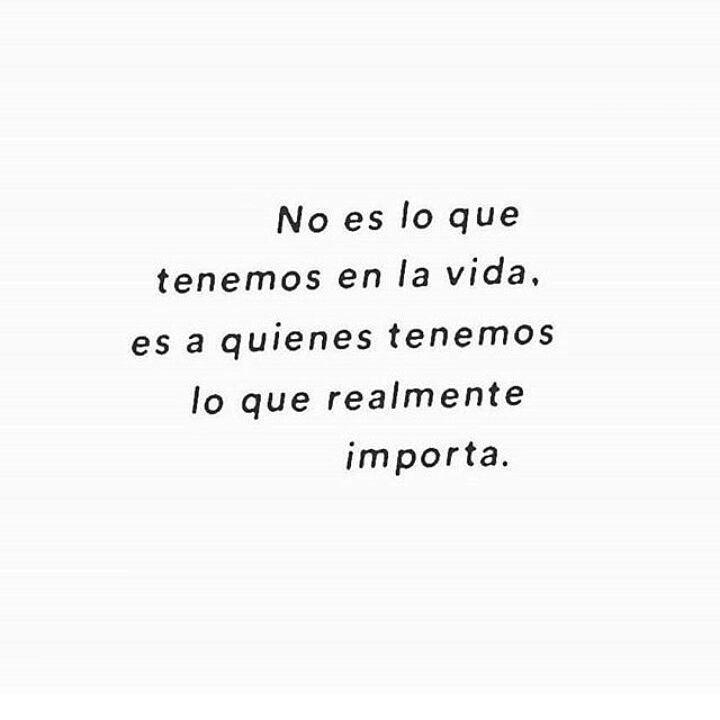 No es lo que
tenemos en la vida,
es a quienes tenemos
lo que realmente
importa.